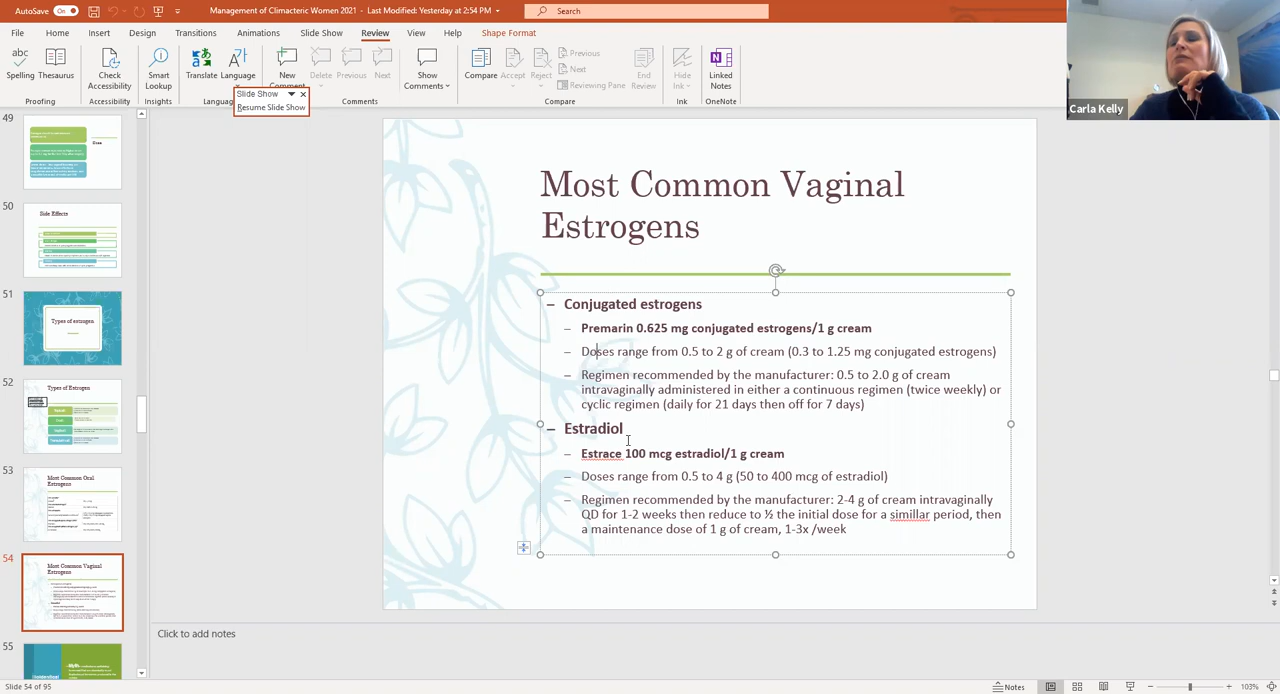 AutoSave On
Management of Climacteric Women 2021 - Last Modified: Yesterday at 2:54 PM
Search
File Home Insert Design Transitions Animations Slide Show Review View Help Shape Format
Spelling Thesaurus Check Accessibility Smart Lookup Translate Language New Comment Delete Previous Next Show Comments Compare Accept Reject Previous Next Reviewing Pane End Review Hide Ink Linked Notes
Proofing Accessibility Insights Langu Comments Compare Ink OneNote
Slide Show
Resume Slide Show
Carla Kelly
49
50
Side Effects
51
Types of estrogen
52
Types of Estrogen
53
Most Common Oral
Estrogens
54
Most Common Vaginal
Estrogens
55
Most Common Vaginal
Estrogens
– Conjugated estrogens
– Premarin 0.625 mg conjugated estrogens/1 g cream
– Doses range from 0.5 to 2 g of cream (0.3 to 1.25 mg conjugated estrogens)
– Regimen recommended by the manufacturer: 0.5 to 2.0 g of cream
intravaginally administered in either a continuous regimen (twice weekly) or
cyclic regimen (daily for 21 days then off for 7 days)
– Estradiol
– Estrace 100 mcg estradiol/1 g cream
– Doses range from 0.5 to 4 g (50 to 400 mcg of estradiol)
– Regimen recommended by the manufacturer: 2-4 g of cream intravaginally
QD for 1-2 weeks then reduce to ½ the initial dose for a simillar period, then
a maintenance dose of 1 g of cream, 1-3x /week
Click to add notes
Slide 54 of 95
Notes
103%